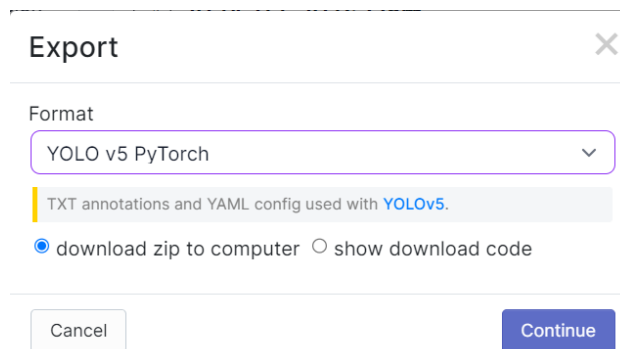 Export
Format
YOLO v5 PyTorch
TXT annotations and YAML config used with YOLOv5.
download zip to computer show download code
Cancel Continue